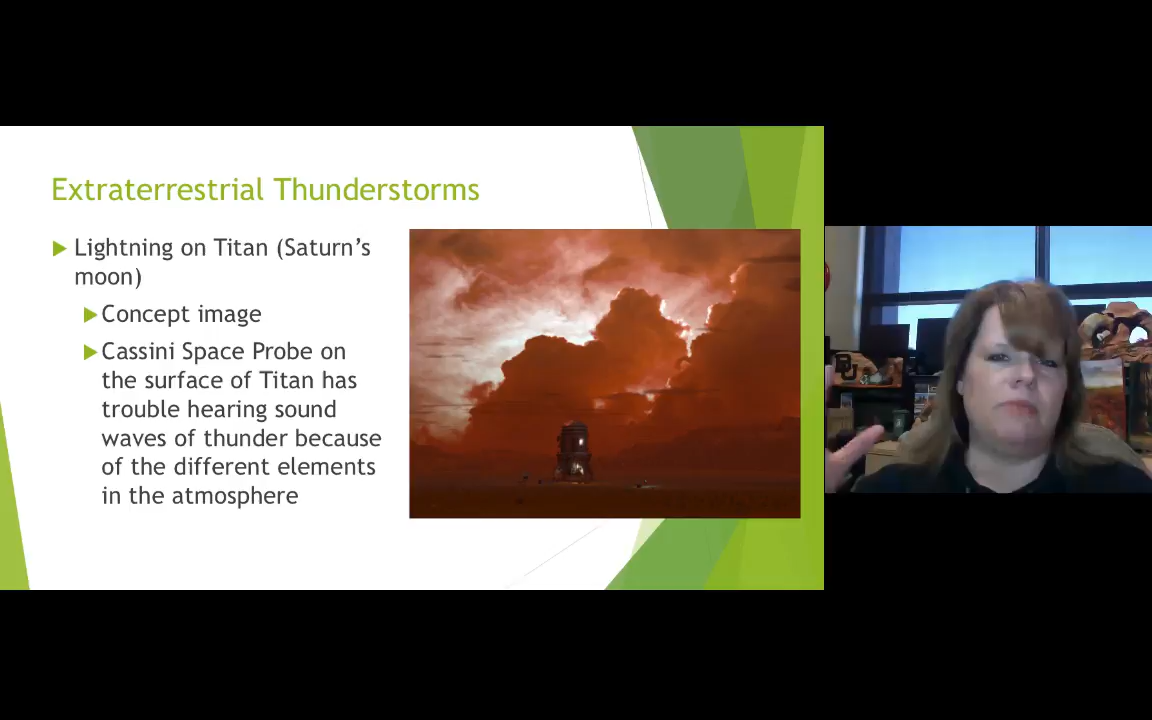 Extraterrestrial Thunderstorms
Lightning on Titan (Saturn's
moon)
Concept image
Cassini Space Probe on
the surface of Titan has
trouble hearing sound
waves of thunder because
of the different elements
in the atmosphere